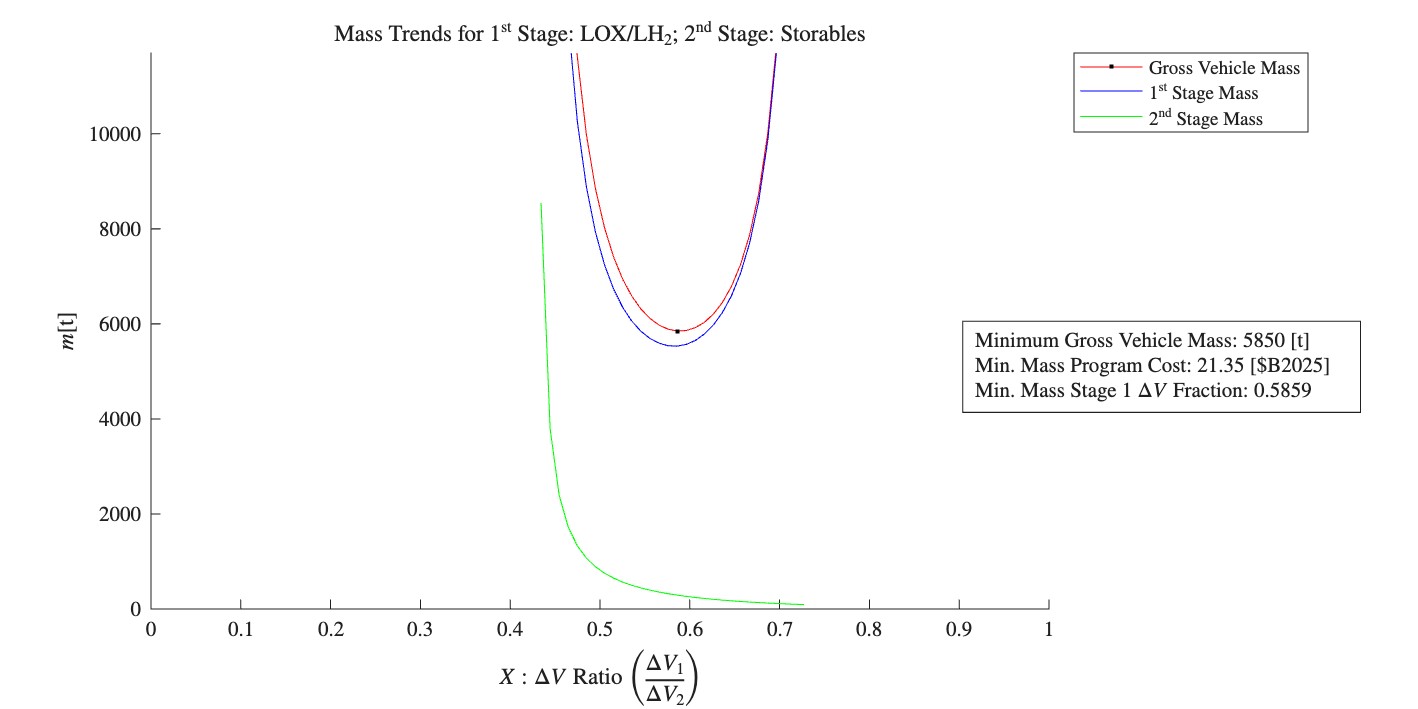 Mass Trends for 1st Stage: LOX/LH₂; 2nd Stage: Storables
Gross Vehicle Mass
1st Stage Mass
2nd Stage Mass
10000
8000
6000
4000
2000
0
m[t]
Minimum Gross Vehicle Mass: 5850 [t]
Min. Mass Program Cost: 21.35 [$B2025]
Min. Mass Stage 1 ΔV Fraction: 0.5859
0 0.1 0.2 0.3 0.4 0.5 0.6 0.7 0.8 0.9 1
X : ΔV Ratio (ΔV₁/ΔV₂)